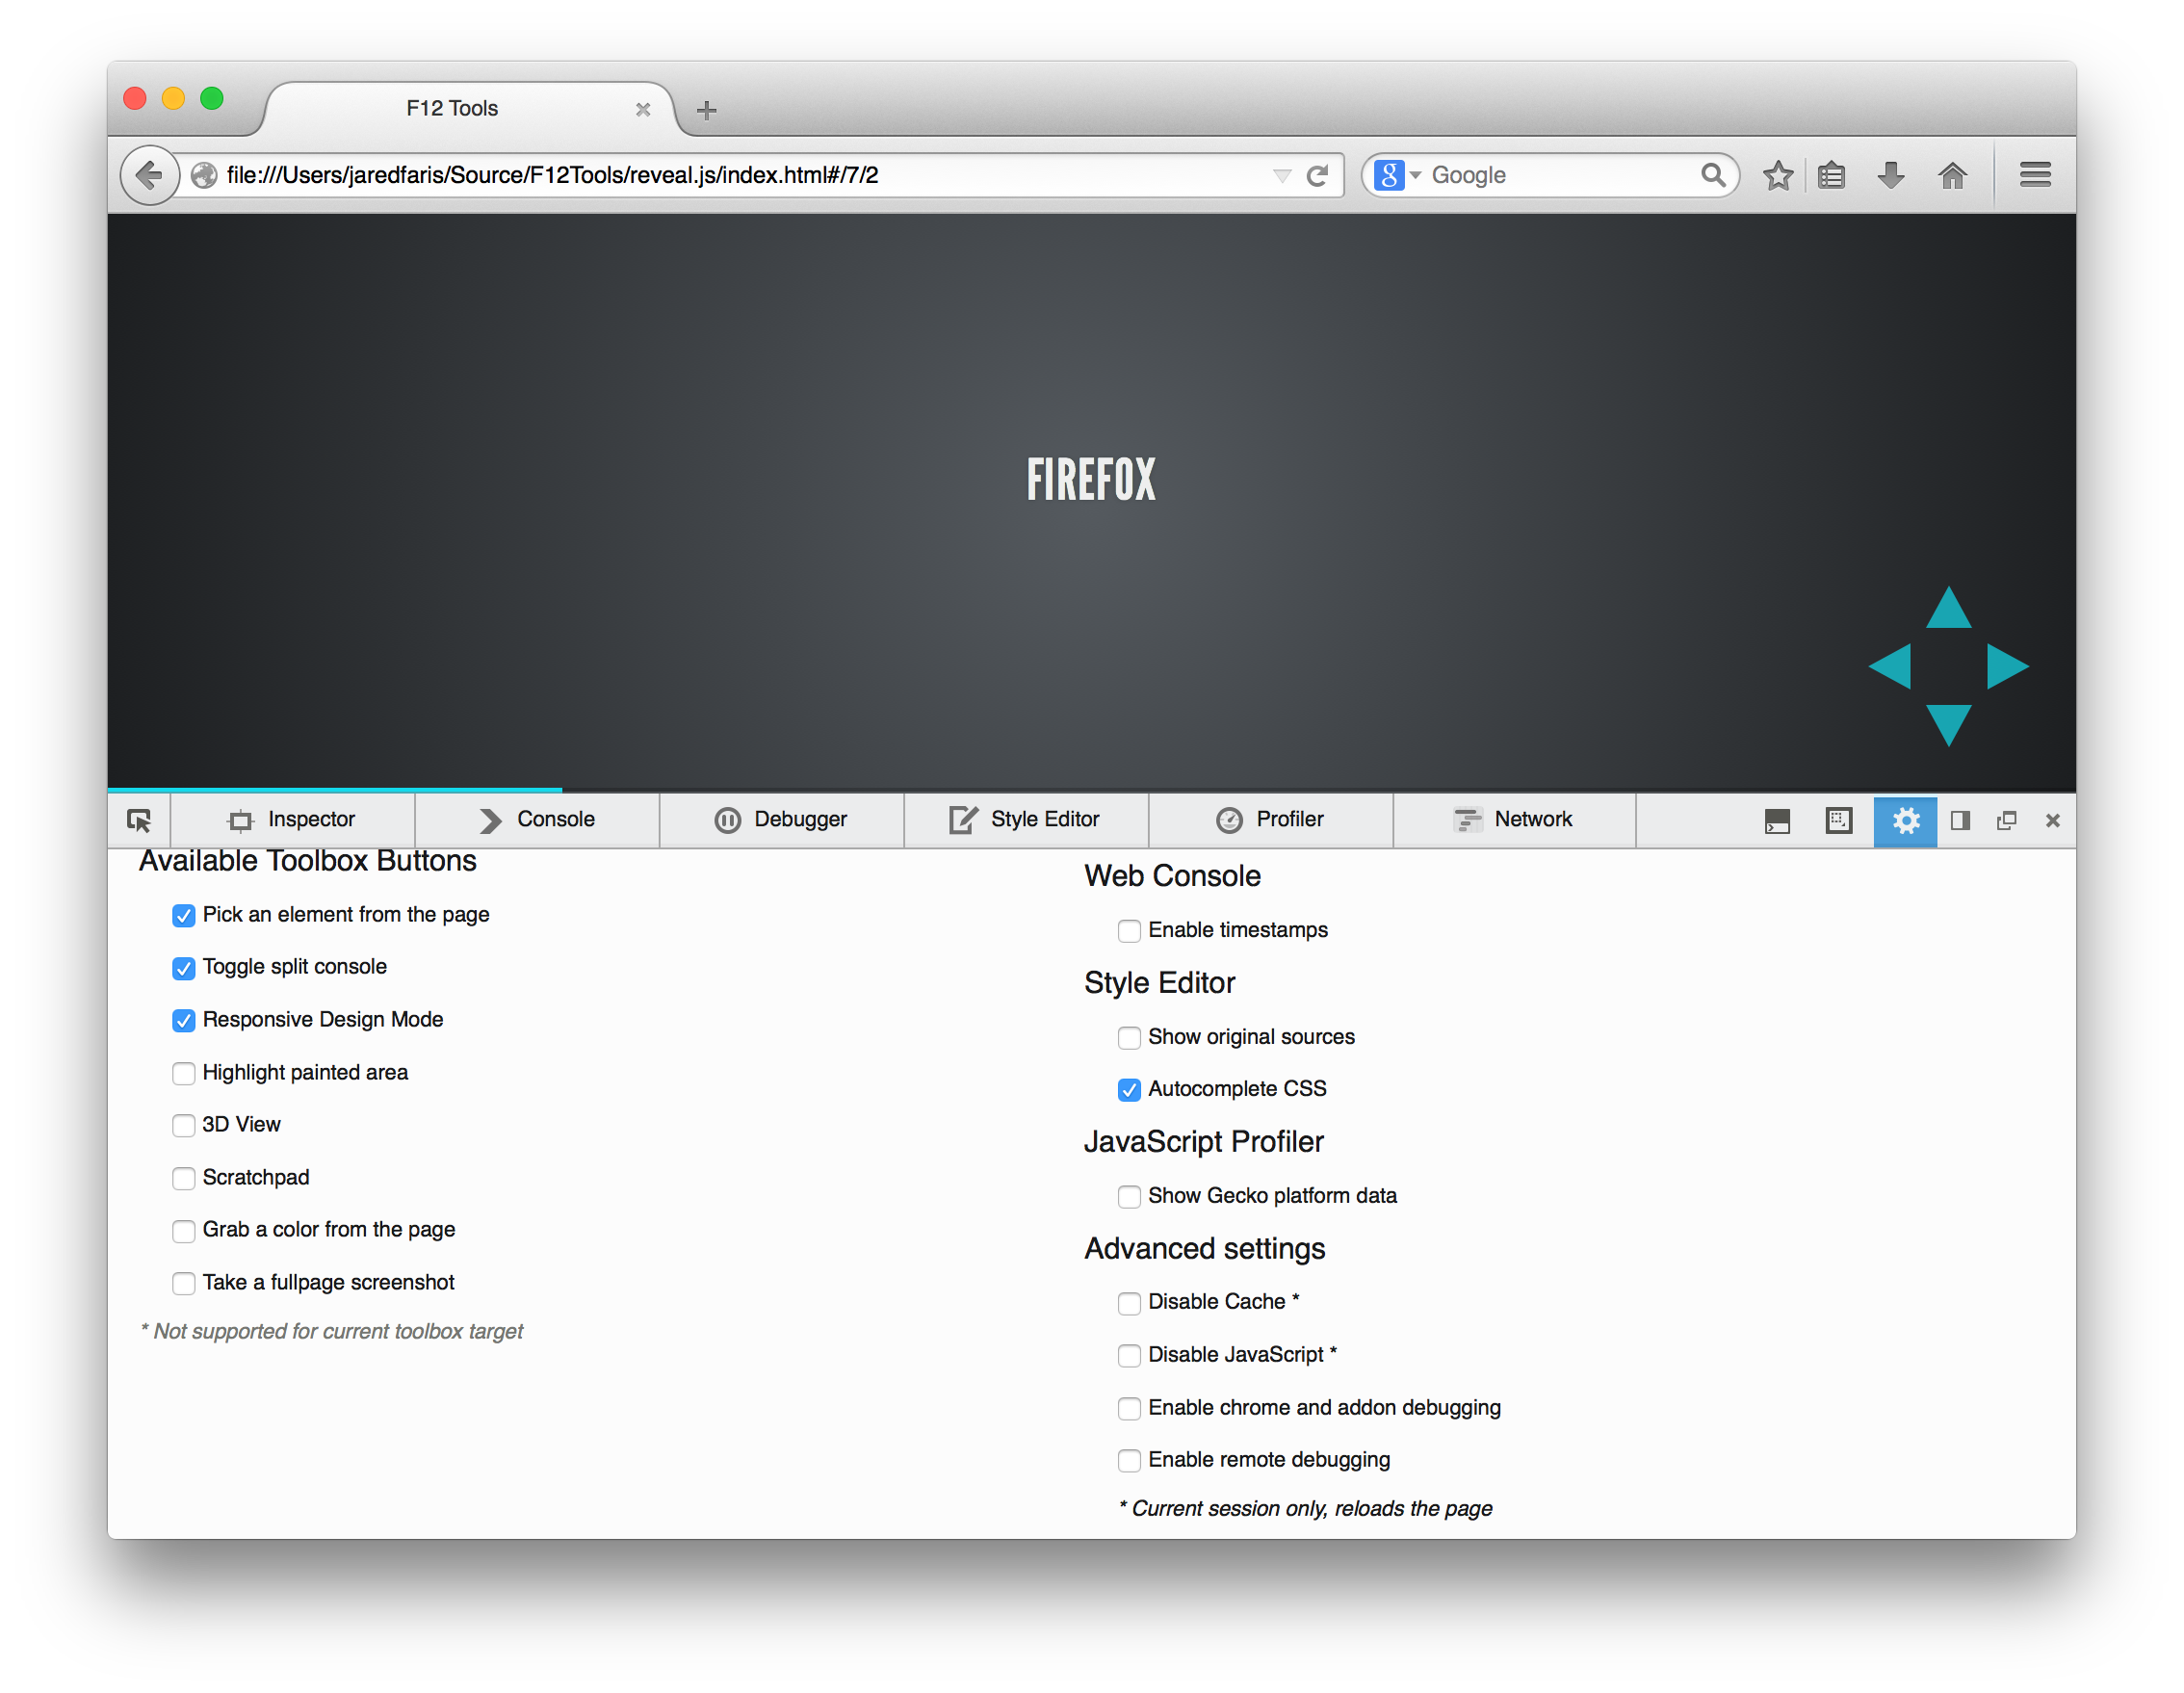 F12 Tools
file:///Users/jaredfaris/Source/F12Tools/reveal.js/index.html#/7/2
g Google
FIREFOX
Inspector
Console
Debugger
Style Editor
Profiler
Network
Available Toolbox Buttons
Pick an element from the page
Toggle split console
Responsive Design Mode
Highlight painted area
3D View
Scratchpad
Grab a color from the page
Take a fullpage screenshot
* Not supported for current toolbox target
Web Console
Enable timestamps
Style Editor
Show original sources
Autocomplete CSS
JavaScript Profiler
Show Gecko platform data
Advanced settings
Disable Cache *
Disable JavaScript *
Enable chrome and addon debugging
Enable remote debugging
* Current session only, reloads the page